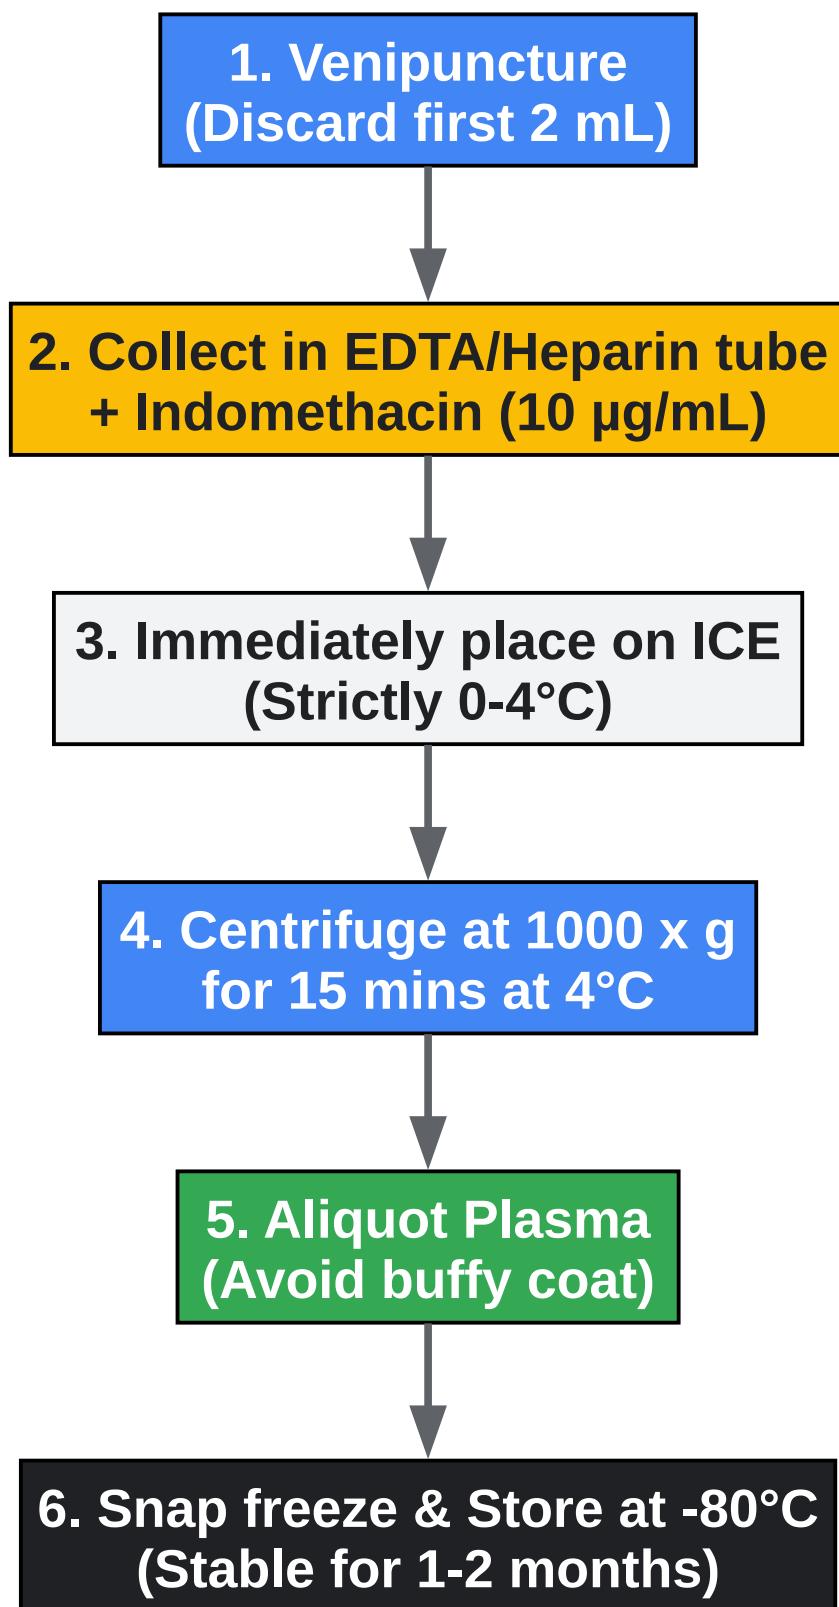 1. Venipuncture
(Discard first 2 mL)
2. Collect in EDTA/Heparin tube
+ Indomethacin (10 µg/mL)
3. Immediately place on ICE
(Strictly 0-4°C)
4. Centrifuge at 1000 x g
for 15 mins at 4°C
5. Aliquot Plasma
(Avoid buffy coat)
6. Snap freeze & Store at -80°C
(Stable for 1-2 months)